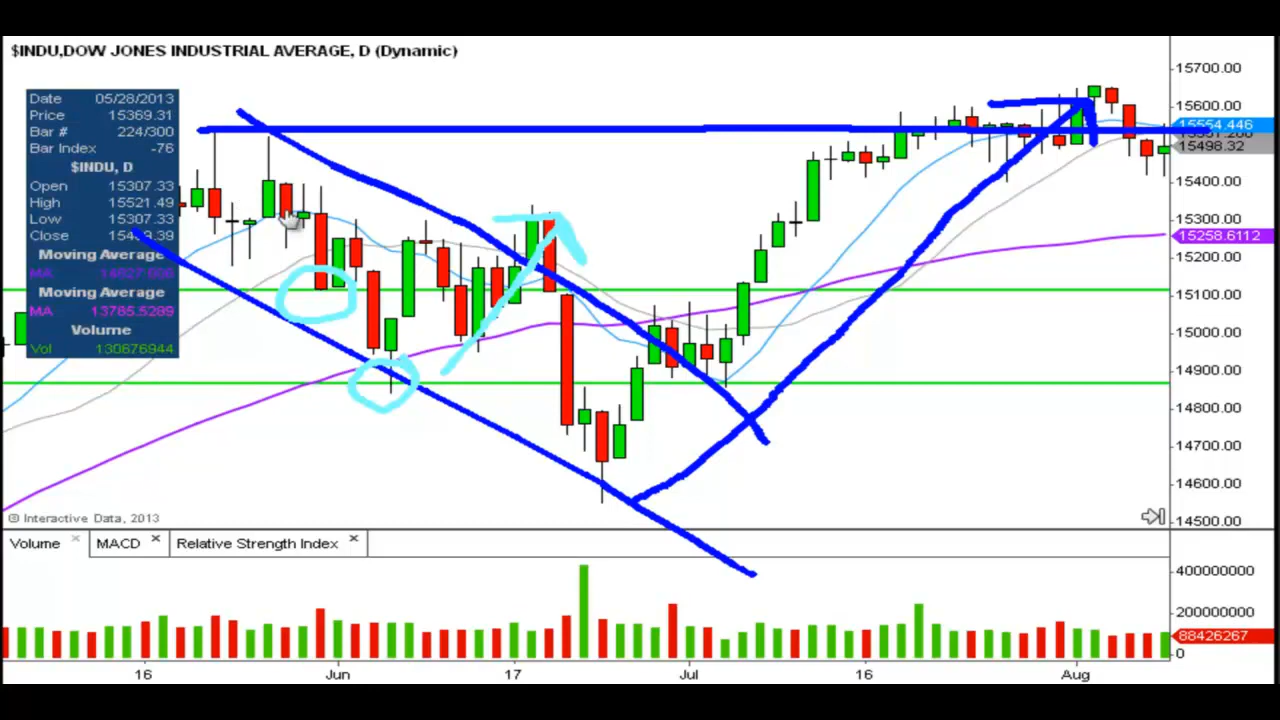 $INDU,DOW JONES INDUSTRIAL AVERAGE, D (Dynamic)
Date 05/28/2013
Price 15369.31
Bar # 224/300
Bar Index -76
$INDU, D
Open 15307.33
High 15521.49
Low 15307.33
Close
Moving Average
MA
Moving Average
MA 13765.5289
Volume
Vol 130676944
15700.00
15600.00
15554.446
15498.32
15400.00
15300.00
15258.6112
15200.00
15100.00
15000.00
14900.00
14800.00
14700.00
14600.00
14500.00
© Interactive Data, 2013
Volume MACD Relative Strength Index
400000000
200000000
88426267
0
16 Jun 17 Jul 16 Aug